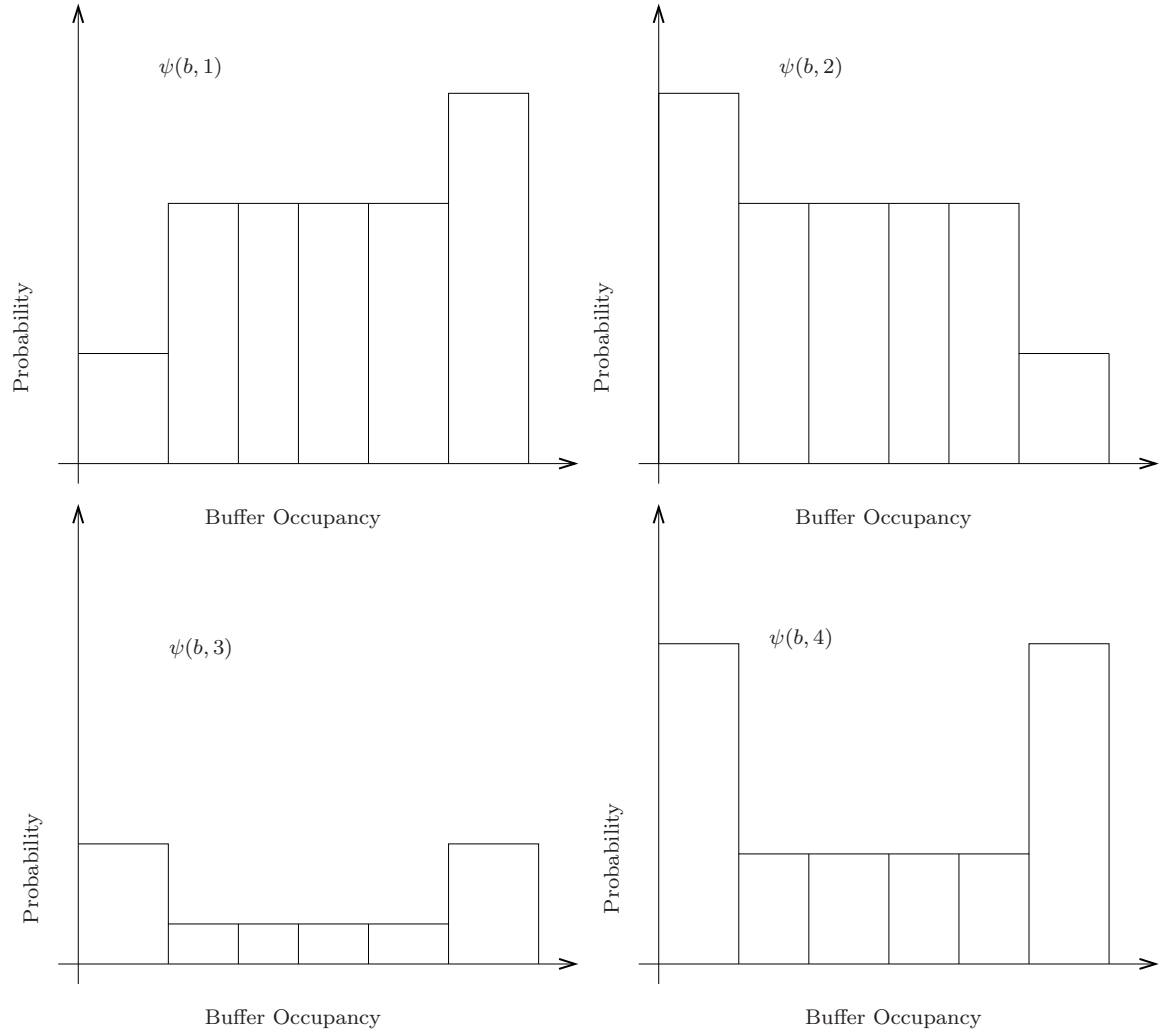 ψ(b, 1)
Probability
Buffer Occupancy
ψ(b, 2)
Probability
Buffer Occupancy
ψ(b, 3)
Probability
Buffer Occupancy
ψ(b, 4)
Probability
Buffer Occupancy